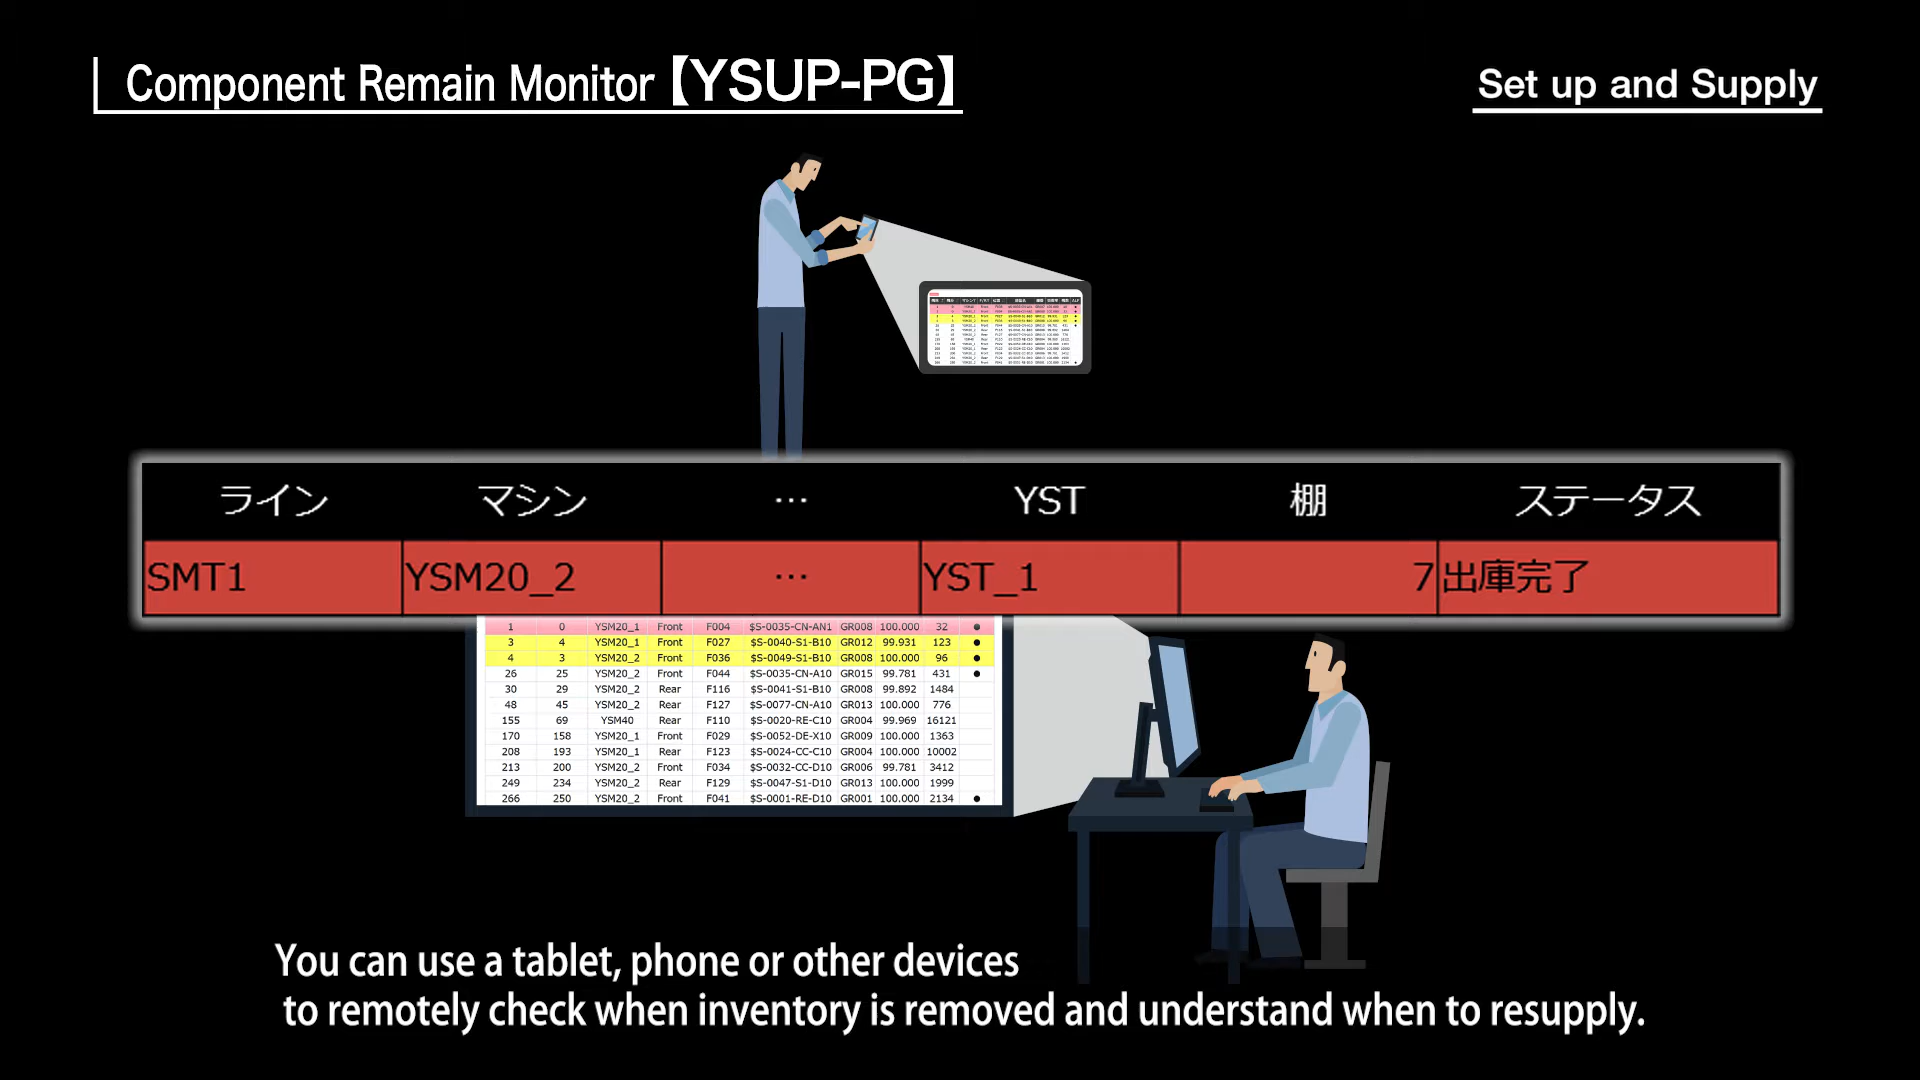 Component Remain Monitor【YSUP-PG】
Set up and Supply
ライン マシン … YST 棚 ステータス
SMT1 YSM20_2 … YST_1 7 出庫完了
1 0 YSM20_1 Front F004 $S-0035-CN-AN1 GR008 100.000 32 ●
3 4 YSM20_1 Front F027 $S-0040-S1-B10 GR012 99.931 123 ●
4 3 YSM20_2 Front F036 $S-0049-S1-B10 GR008 100.000 96 ●
26 25 YSM20_2 Front F044 $S-0035-CN-A10 GR015 99.781 431 ●
30 29 YSM20_2 Rear F116 $S-0041-S1-B10 GR008 99.892 1484
48 45 YSM20_2 Rear F127 $S-0077-CN-A10 GR013 100.000 776
155 69 YSM40 Rear F110 $S-0020-RE-C10 GR004 99.969 16121
170 158 YSM20_1 Front F029 $S-0052-DE-X10 GR009 100.000 1363
208 193 YSM20_1 Rear F123 $S-0024-CC-C10 GR004 100.000 10002
213 200 YSM20_2 Front F034 $S-0032-CC-D10 GR006 99.781 3412
249 234 YSM20_2 Rear F129 $S-0047-S1-D10 GR013 100.000 1999
266 250 YSM20_2 Front F041 $S-0001-RE-D10 GR001 100.000 2134 ●
You can use a tablet, phone or other devices
to remotely check when inventory is removed and understand when to resupply.